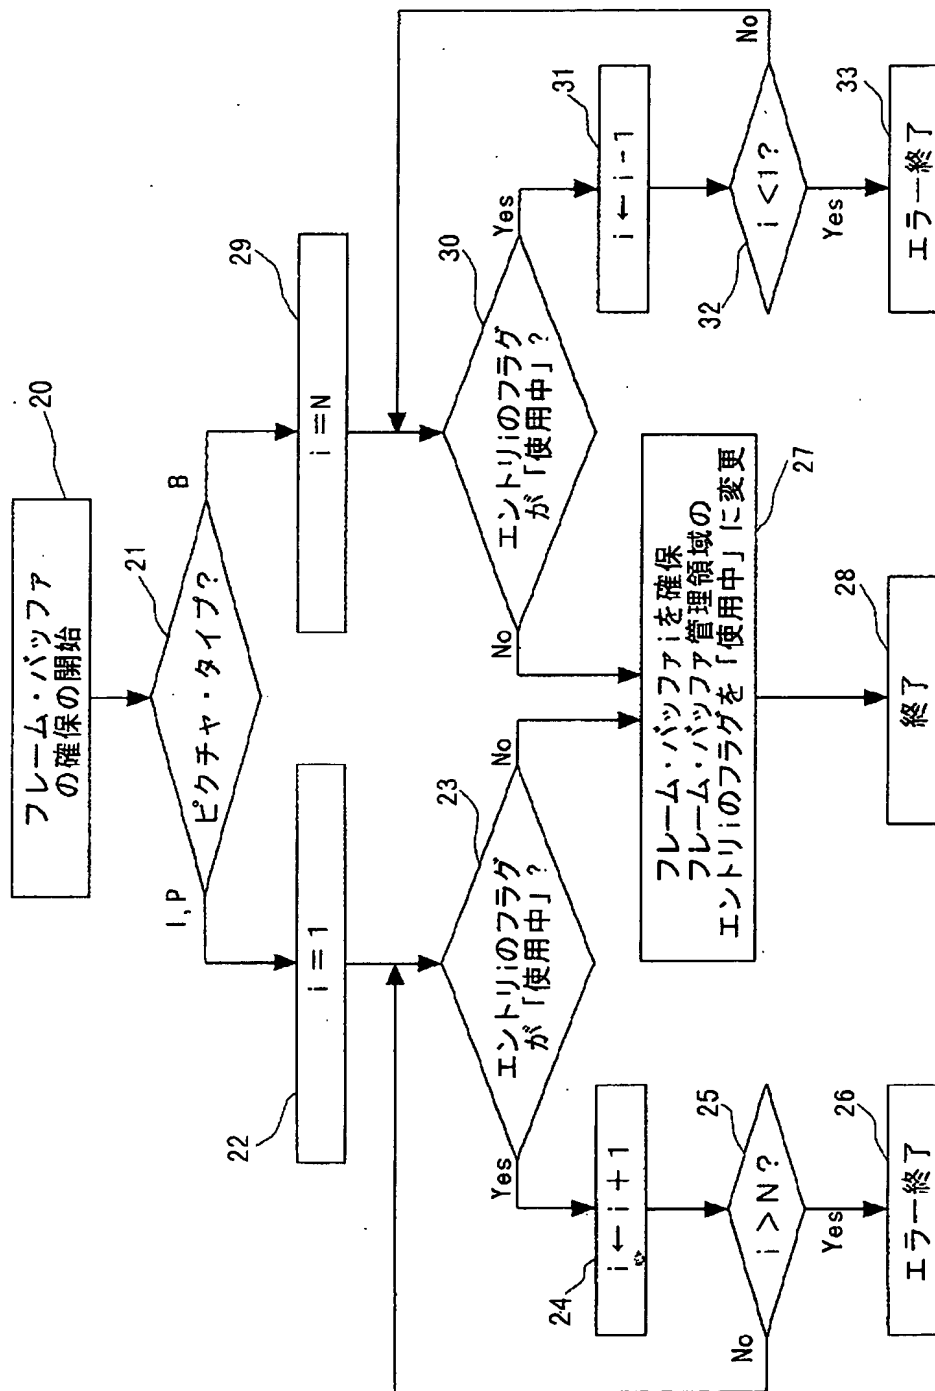 フレーム・バッファ
の確保の開始
20
ピクチャ・タイプ?
21
I, P
B
i=1
22
i=N
29
エントリiのフラグ
が「使用中」?
23
Yes
No
エントリiのフラグ
が「使用中」?
30
No
Yes
i←i+1
24
フレーム・バッファiを確保
フレーム・バッファ管理領域の
エントリiのフラグを「使用中」に変更
27
i←i-1
31
i>N?
25
No
Yes
i<1?
32
No
Yes
エラー終了
26
終了
28
エラー終了
33